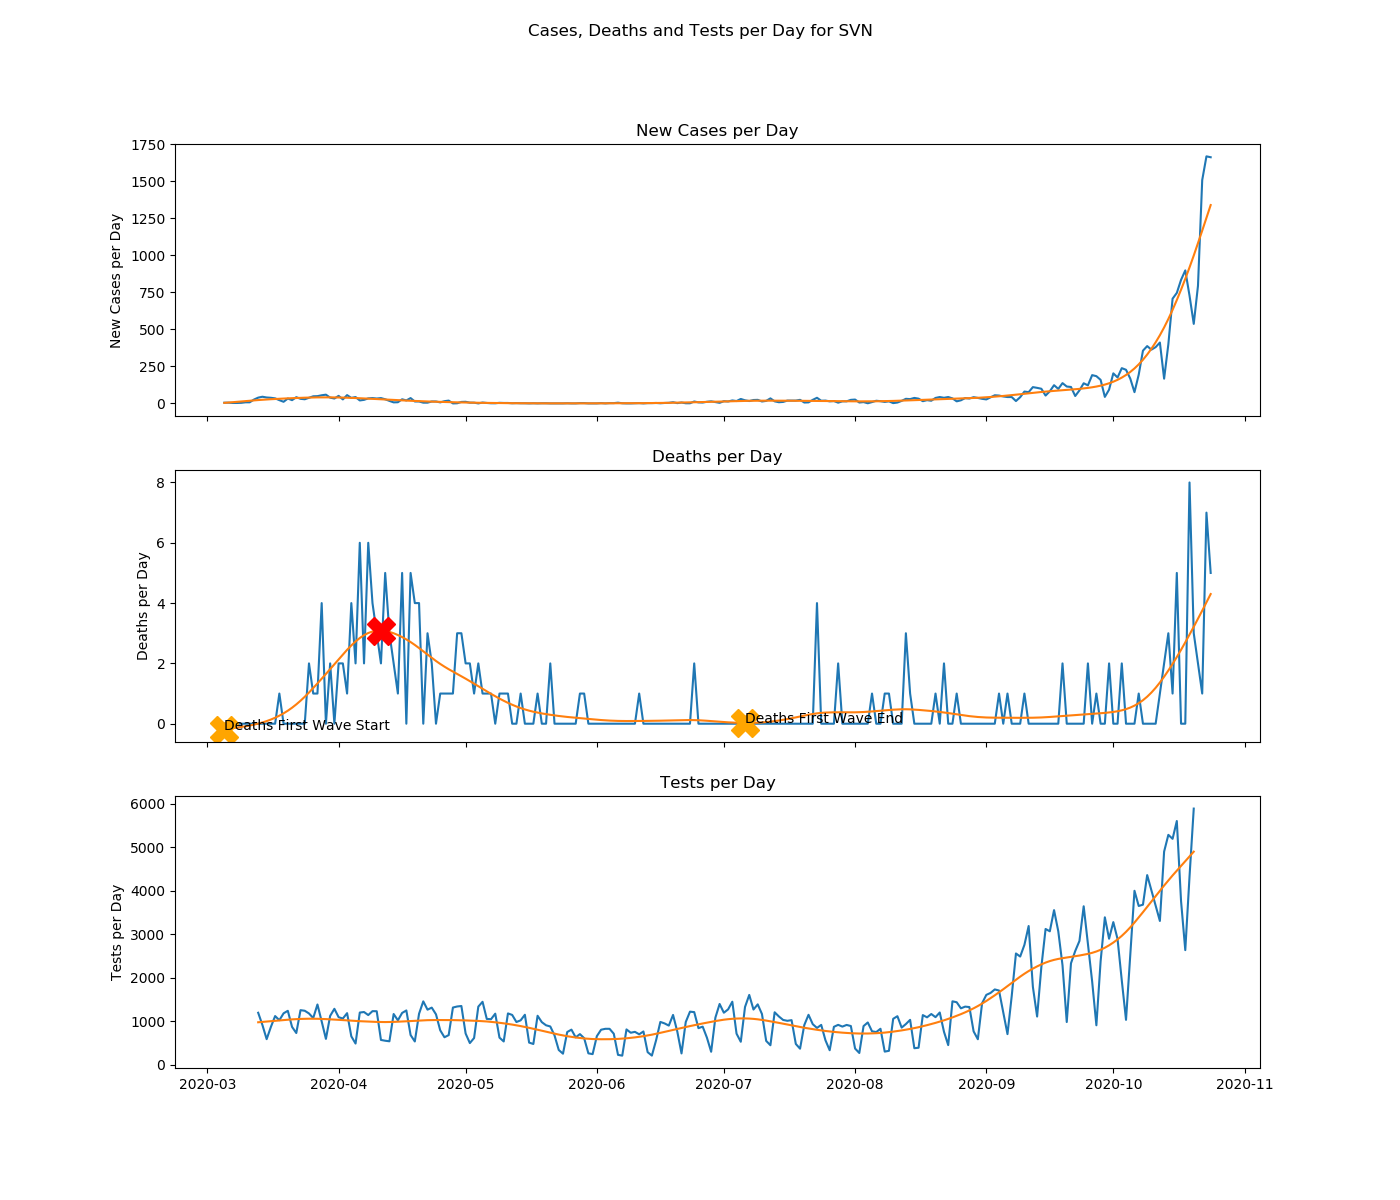 Cases, Deaths and Tests per Day for SVN
New Cases per Day
New Cases per Day
1750
1500
1250
1000
750
500
250
0
Deaths per Day
Deaths per Day
8
6
4
2
0
Deaths First Wave Start
Deaths First Wave End
Tests per Day
Tests per Day
6000
5000
4000
3000
2000
1000
0
2020-03 2020-04 2020-05 2020-06 2020-07 2020-08 2020-09 2020-10 2020-11